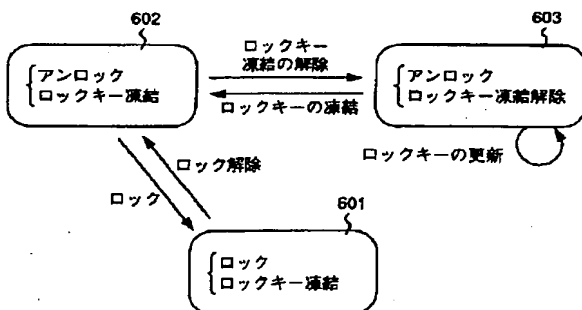 602
603
アンロック
ロックキー凍結
ロックキー
凍結の解除
ロックキーの凍結
アンロック
ロックキー凍結解除
ロックキーの更新
ロック解除
ロック
601
ロック
ロックキー凍結